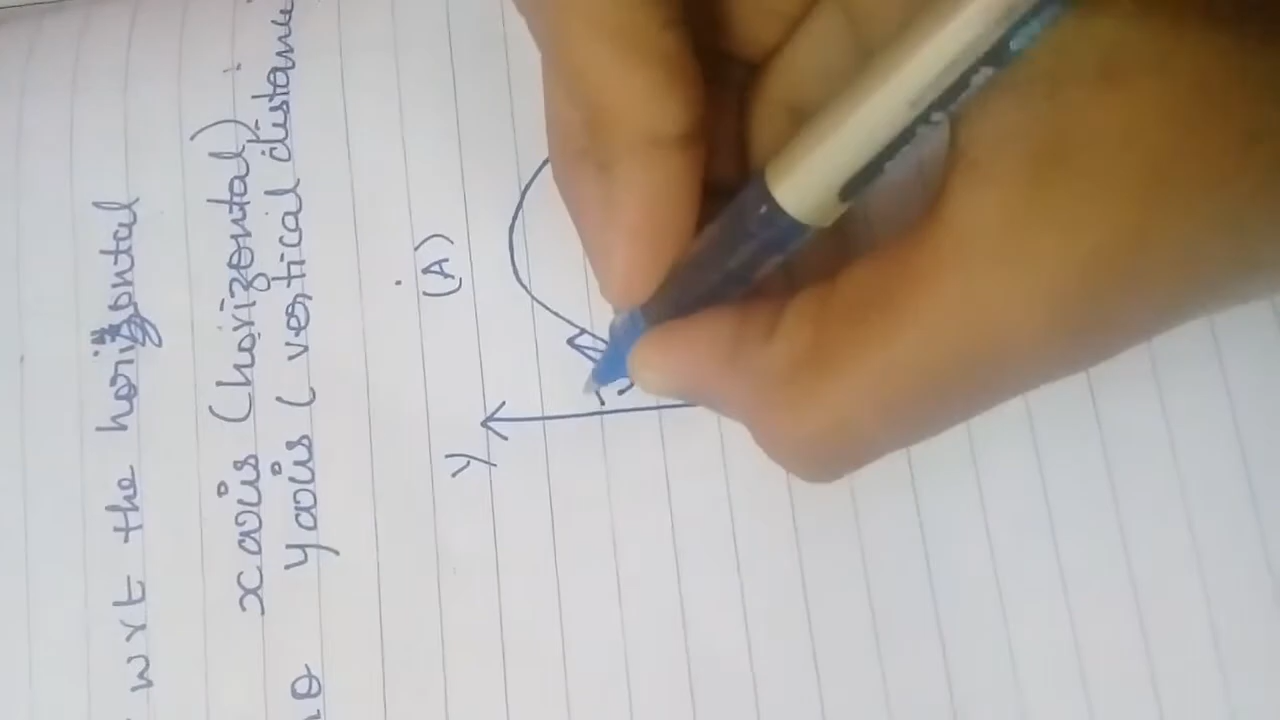 wrt the horizontal
x axis (horizontal)
θ y axis (vertical distance
(A)
y